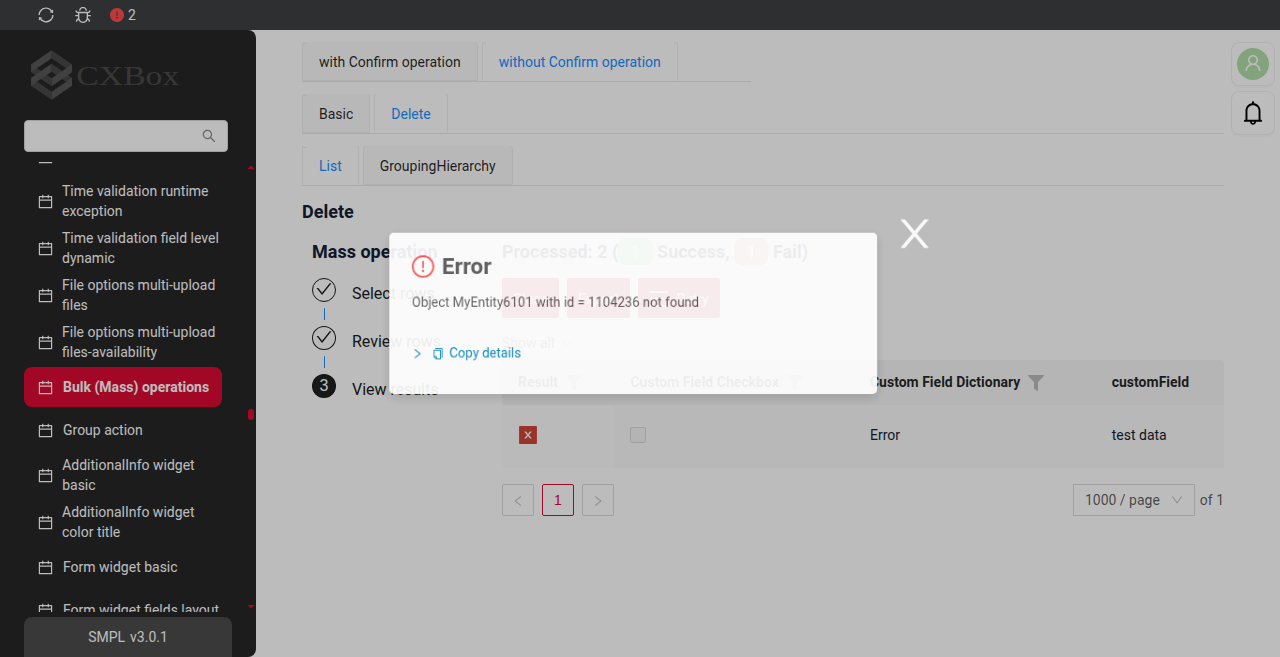 2
CXBox
Time validation runtime
exception
Time validation field level
dynamic
File options multi-upload
files
File options multi-upload
files-availability
Bulk (Mass) operations
Group action
AdditionalInfo widget
basic
AdditionalInfo widget
color title
Form widget basic
Form widget fields layout
SMPL v3.0.1
with Confirm operation
without Confirm operation
Basic
Delete
List
GroupingHierarchy
Delete
Mass operation
Select rows
Review rows
3
View results
Processed: 2 ( 1 Success, 1 Fail)
Error
Object MyEntity6101 with id = 1104236 not found
Copy details
Show all
Result
Custom Field Checkbox
Custom Field Dictionary
customField
Error
test data
< 1 >
1000 / page
of 1